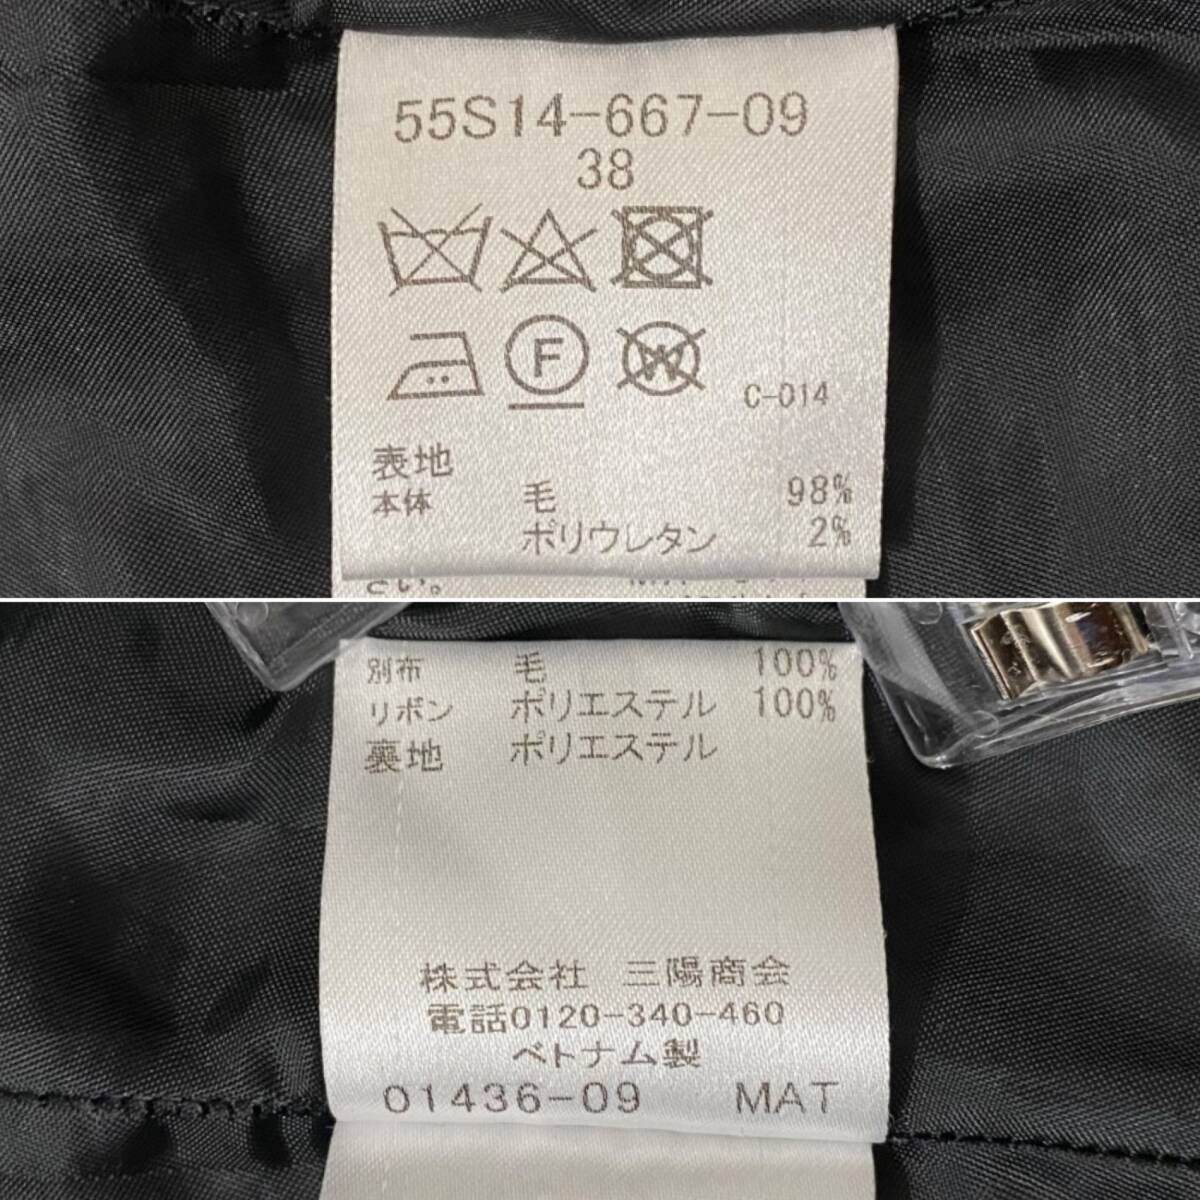 55S14-667-09
38
F
W
C-014
表地
本体 毛 98%
ポリウレタン 2%
さい。
別布 毛 100%
リボン ポリエステル 100%
裏地 ポリエステル
株式会社 三陽商会
電話0120-340-460
ベトナム製
01436-09 MAT